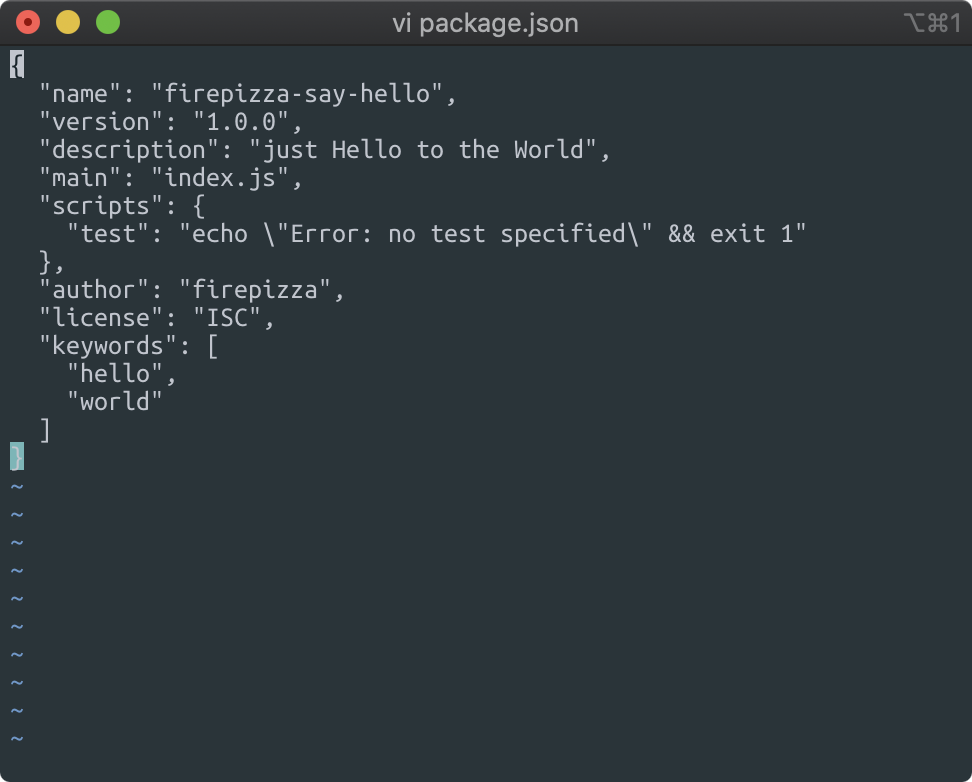 vi package.json
⌥⌘1
{
  "name": "firepizza-say-hello",
  "version": "1.0.0",
  "description": "just Hello to the World",
  "main": "index.js",
  "scripts": {
    "test": "echo \"Error: no test specified\" && exit 1"
  },
  "author": "firepizza",
  "license": "ISC",
  "keywords": [
    "hello",
    "world"
  ]
}
~
~
~
~
~
~
~
~
~
~